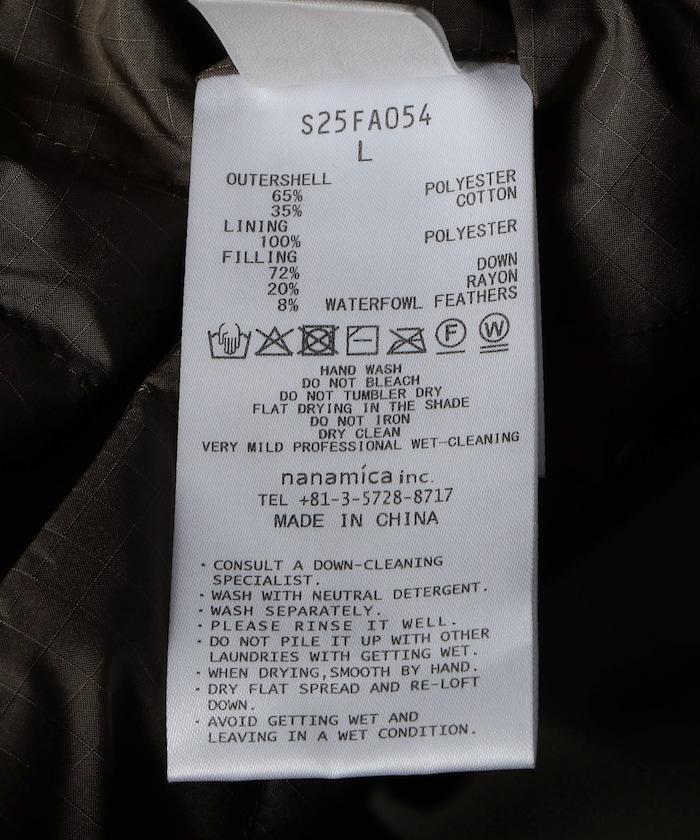 S25FA054
L
OUTERSHELL
65% POLYESTER
35% COTTON
LINING
100% POLYESTER
FILLING
72% DOWN
20% RAYON
8% WATERFOWL FEATHERS
F W
HAND WASH
DO NOT BLEACH
DO NOT TUMBLER DRY
FLAT DRYING IN THE SHADE
DO NOT IRON
DRY CLEAN
VERY MILD PROFESSIONAL WET-CLEANING
nanamíca inc.
TEL +81-3-5728-8717
MADE IN CHINA
・CONSULT A DOWN-CLEANING
SPECIALIST.
・WASH WITH NEUTRAL DETERGENT.
・WASH SEPARATELY.
・PLEASE RINSE IT WELL.
・DO NOT PILE IT UP WITH OTHER
LAUNDRIES WITH GETTING WET.
・WHEN DRYING,SMOOTH BY HAND.
・DRY FLAT SPREAD AND RE-LOFT
DOWN.
・AVOID GETTING WET AND
LEAVING IN A WET CONDITION.